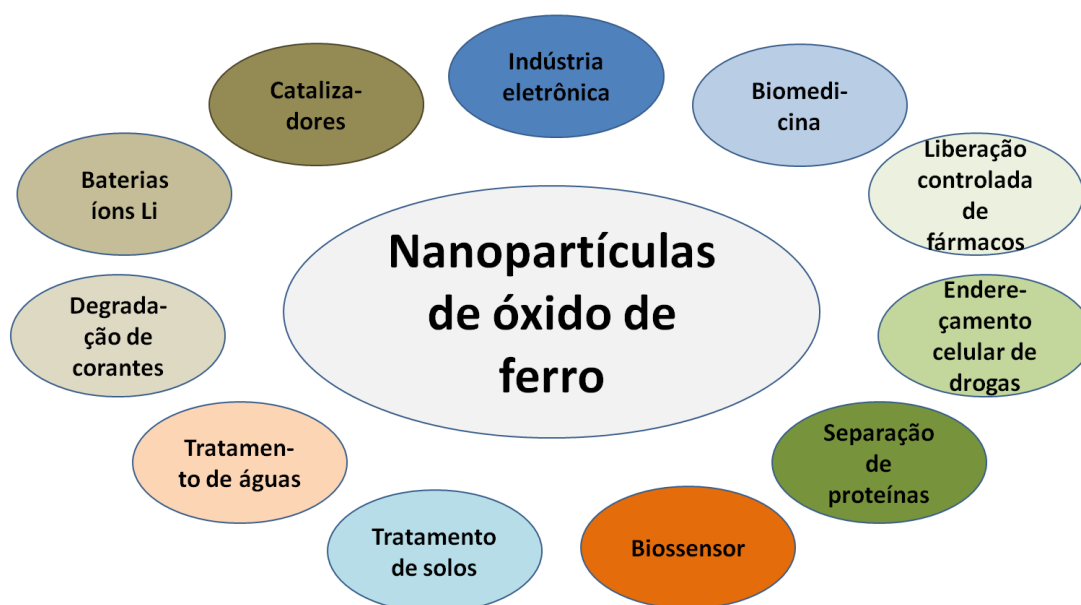 Indústria
eletrônica
Cataliza-
dores
Biomedi-
cina
Baterias
íons Li
Liberação
controlada
de
fármacos
Nanopartículas
de óxido de
ferro
Degrada-
ção de
corantes
Endere-
çamento
celular de
drogas
Tratamen-
to de águas
Separação
de
proteínas
Tratamento
de solos
Biossensor